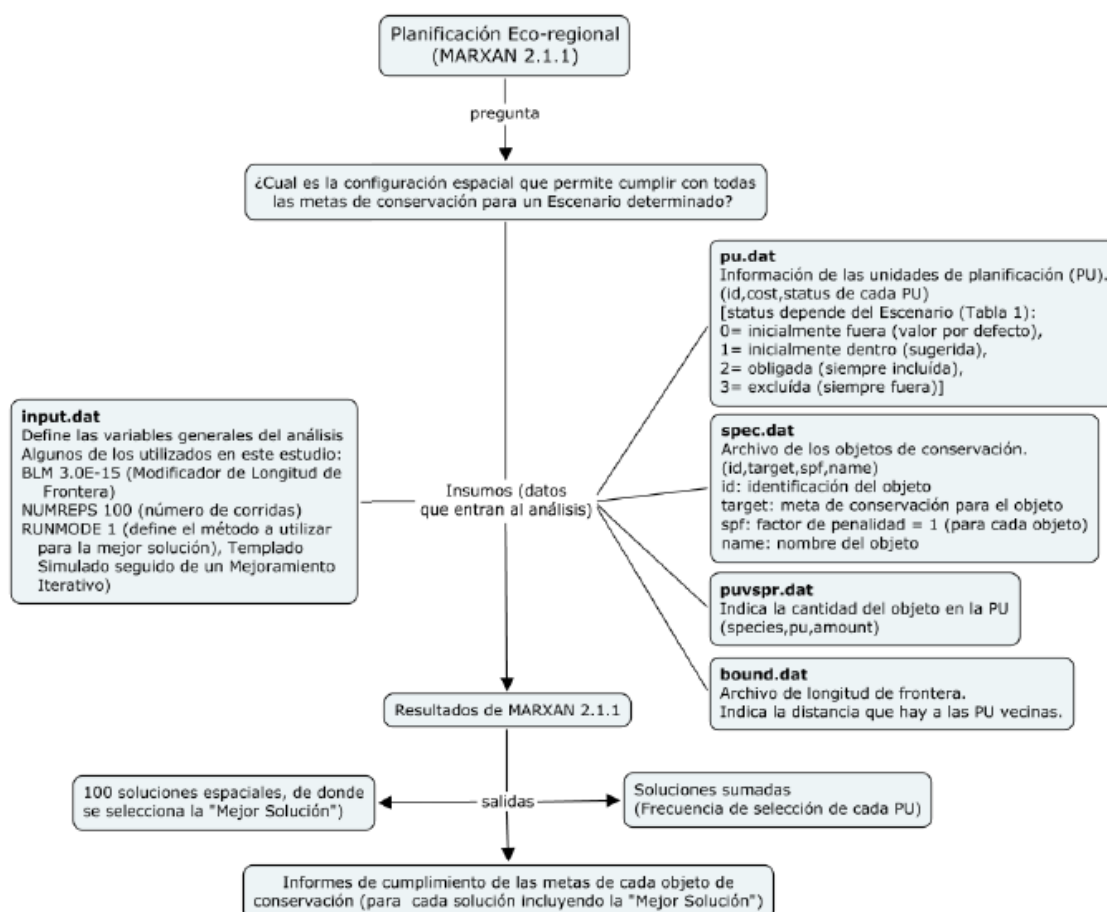 Planificación Eco-regional
(MARXAN 2.1.1)
pregunta
¿Cual es la configuración espacial que permite cumplir con todas
las metas de conservación para un Escenario determinado?
pu.dat
Información de las unidades de planificación (PU).
(id,cost,status de cada PU)
[status depende del Escenario (Tabla 1):
0= inicialmente fuera (valor por defecto),
1= inicialmente dentro (sugerida),
2= obligada (siempre incluída),
3= excluída (siempre fuera)]
input.dat
Define las variables generales del análisis
Algunos de los utilizados en este estudio:
BLM 3.0E-15 (Modificador de Longitud de
Frontera)
NUMREPS 100 (número de corridas)
RUNMODE 1 (define el método a utilizar
para la mejor solución), Templado
Simulado seguido de un Mejoramiento
Iterativo)
Insumos (datos
que entran al análisis)
spec.dat
Archivo de los objetos de conservación.
(id,target,spf,name)
id: identificación del objeto
target: meta de conservación para el objeto
spf: factor de penalidad = 1 (para cada objeto)
name: nombre del objeto
puvspr.dat
Indica la cantidad del objeto en la PU
(species,pu,amount)
bound.dat
Archivo de longitud de frontera.
Indica la distancia que hay a las PU vecinas.
Resultados de MARXAN 2.1.1
100 soluciones espaciales, de donde
se selecciona la "Mejor Solución")
salidas
Soluciones sumadas
(Frecuencia de selección de cada PU)
Informes de cumplimiento de las metas de cada objeto de
conservación (para cada solución incluyendo la "Mejor Solución")